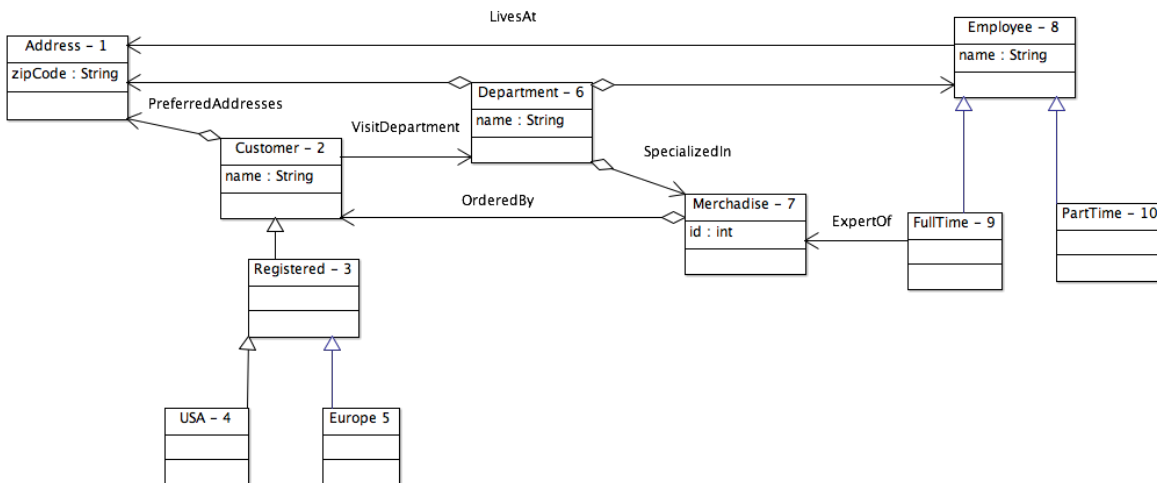 LivesAt
Address - 1
zipCode : String
Employee - 8
name : String
Department - 6
name : String
PreferredAddresses
VisitDepartment
Customer - 2
name : String
SpecializedIn
OrderedBy
Merchadise - 7
id : int
ExpertOf
FullTime - 9
PartTime - 10
Registered - 3
USA - 4
Europe 5